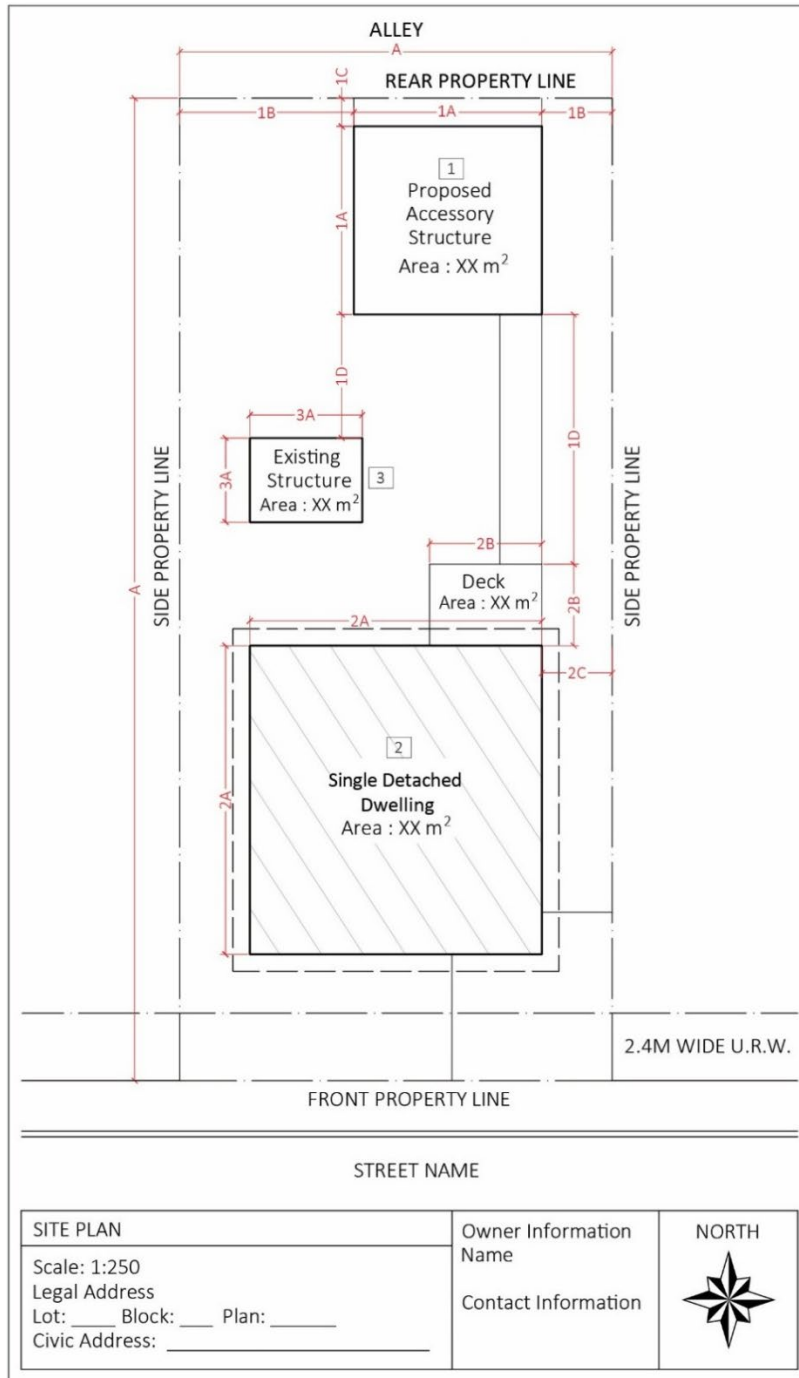 ALLEY
A
1C
REAR PROPERTY LINE
1B
1A
1B
1
Proposed
Accessory
Structure
Area : XX m²
1A
1D
3A
Existing
Structure
Area : XX m²
3
3A
1D
SIDE PROPERTY LINE
SIDE PROPERTY LINE
A
2B
Deck
Area : XX m²
2B
2A
2C
2
Single Detached
Dwelling
Area : XX m²
2A
2.4M WIDE U.R.W.
FRONT PROPERTY LINE
STREET NAME
SITE PLAN
Scale: 1:250
Legal Address
Lot: ____ Block: ___ Plan: ______
Civic Address: ________________________
Owner Information
Name
Contact Information
NORTH